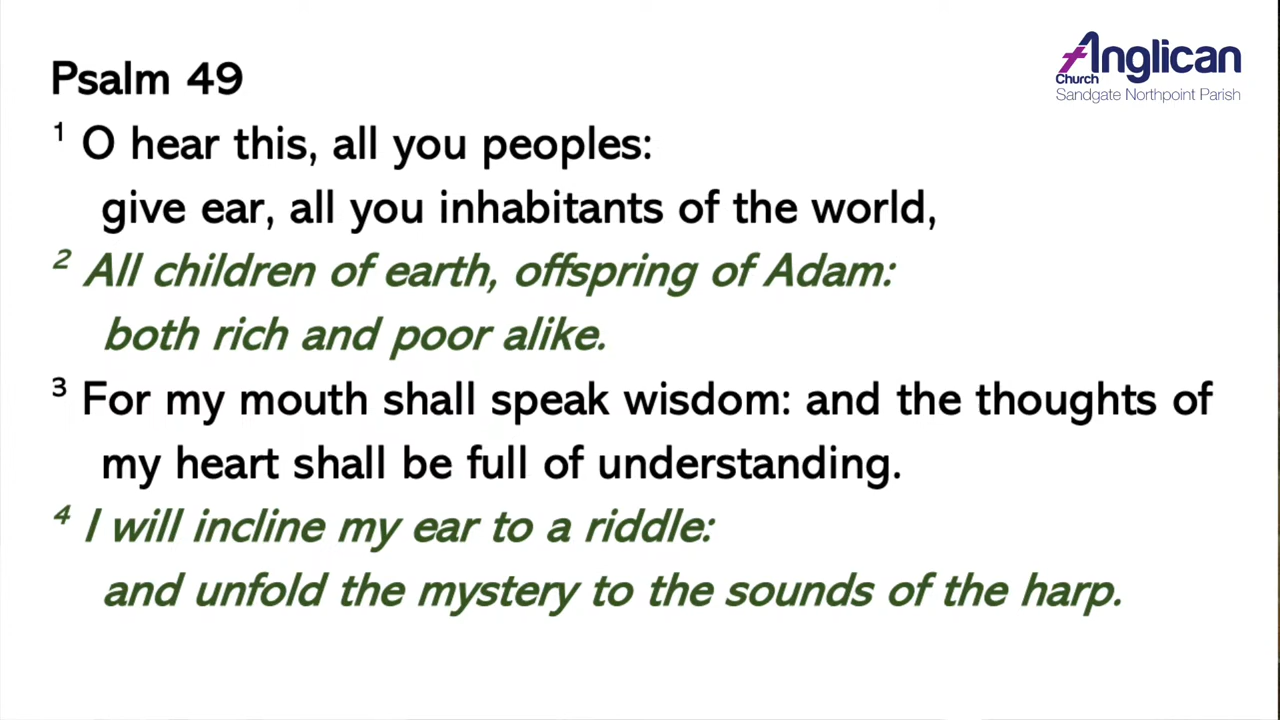 Anglican
Church
Sandgate Northpoint Parish
Psalm 49
1 O hear this, all you peoples:
give ear, all you inhabitants of the world,
2 All children of earth, offspring of Adam:
both rich and poor alike.
3 For my mouth shall speak wisdom: and the thoughts of
my heart shall be full of understanding.
4 I will incline my ear to a riddle:
and unfold the mystery to the sounds of the harp.